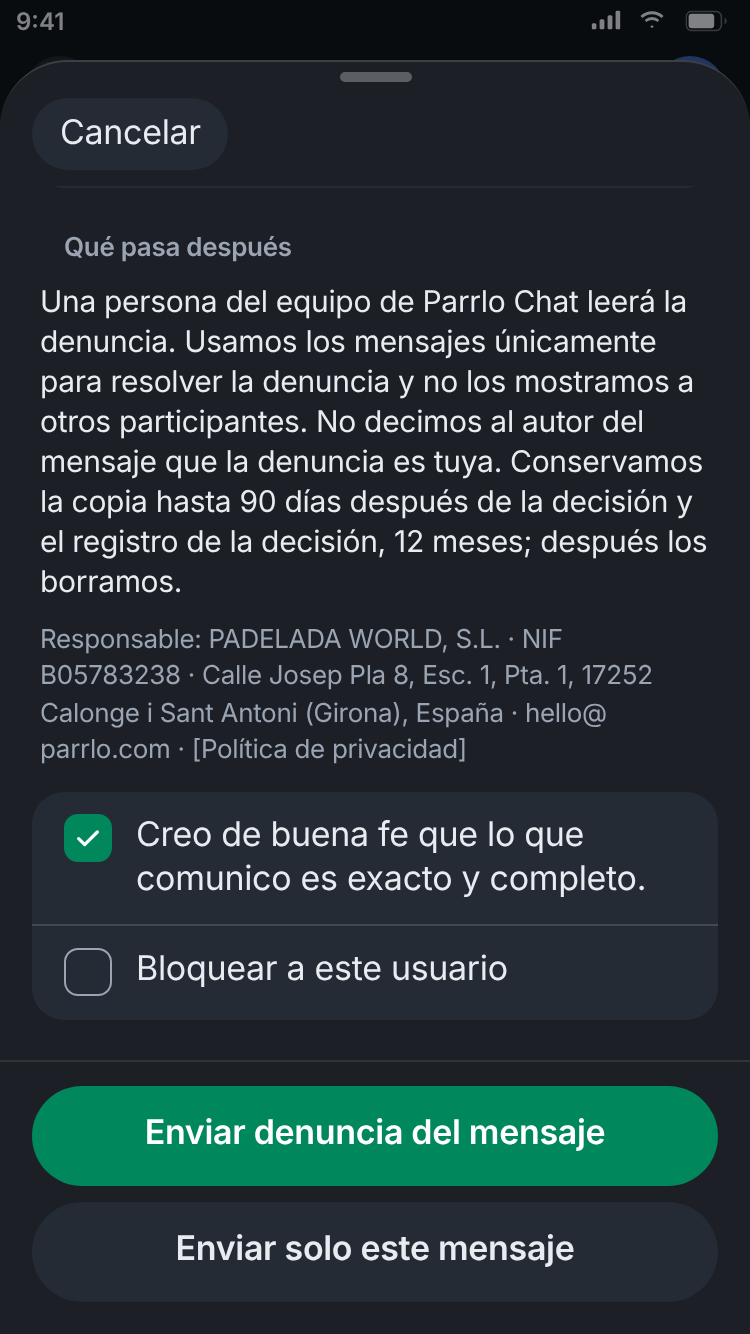 9:41
Cancelar
Qué pasa después
Una persona del equipo de Parrlo Chat leerá la
denuncia. Usamos los mensajes únicamente
para resolver la denuncia y no los mostramos a
otros participantes. No decimos al autor del
mensaje que la denuncia es tuya. Conservamos
la copia hasta 90 días después de la decisión y
el registro de la decisión, 12 meses; después los
borramos.
Responsable: PADELADA WORLD, S.L. · NIF
B05783238 · Calle Josep Pla 8, Esc. 1, Pta. 1, 17252
Calonge i Sant Antoni (Girona), España · hello@
parrlo.com · [Política de privacidad]
Creo de buena fe que lo que
comunico es exacto y completo.
Bloquear a este usuario
Enviar denuncia del mensaje
Enviar solo este mensaje